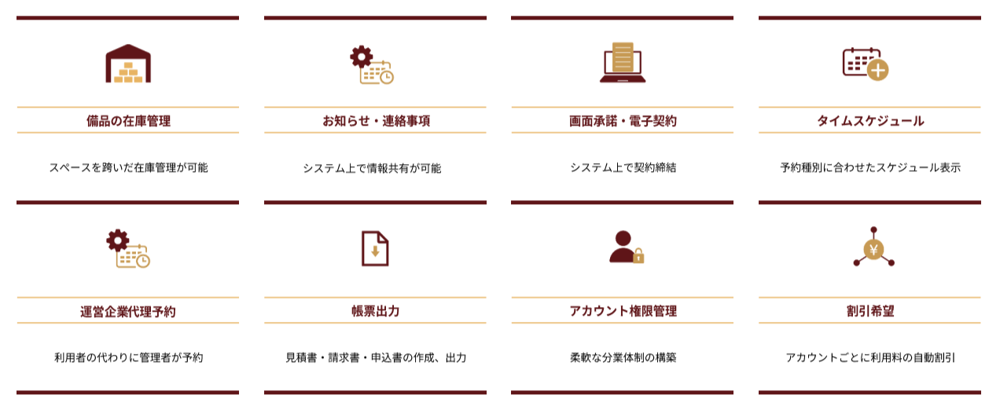 備品の在庫管理
スペースを跨いだ在庫管理が可能
お知らせ・連絡事項
システム上で情報共有が可能
画面承諾・電子契約
システム上で契約締結
タイムスケジュール
予約種別に合わせたスケジュール表示
運営企業代理予約
利用者の代わりに管理者が予約
帳票出力
見積書・請求書・申込書の作成、出力
アカウント権限管理
柔軟な分業体制の構築
¥
割引希望
アカウントごとに利用料の自動割引